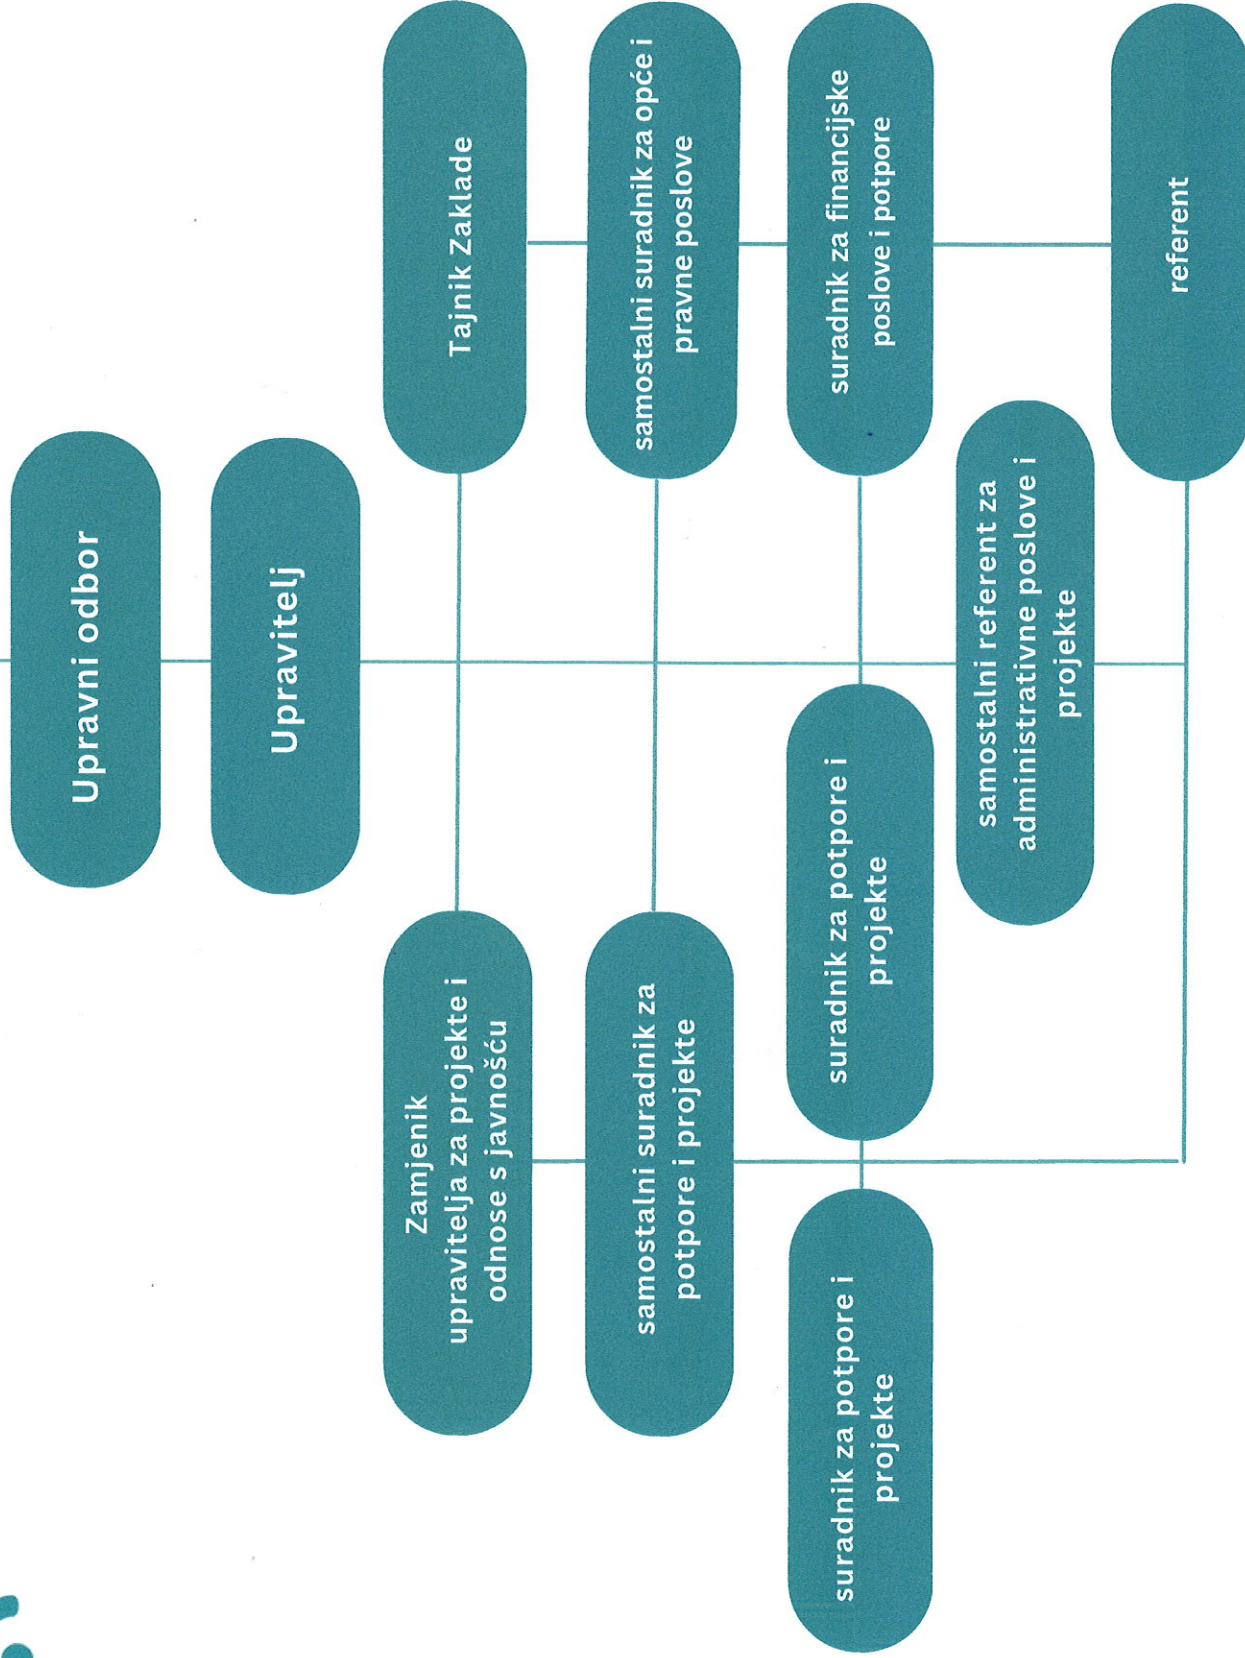 Upravni odbor
Upravitelj
Zamjenik
upravitelja za projekte i
odnose s javnošću
Tajnik Zaklade
samostalni suradnik za
potpore i projekte
samostalni suradnik za opće i
pravne poslove
suradnik za potpore i
projekte
suradnik za potpore i
projekte
suradnik za financijske
poslove i potpore
samostalni referent za
administrativne poslove i
projekte
referent